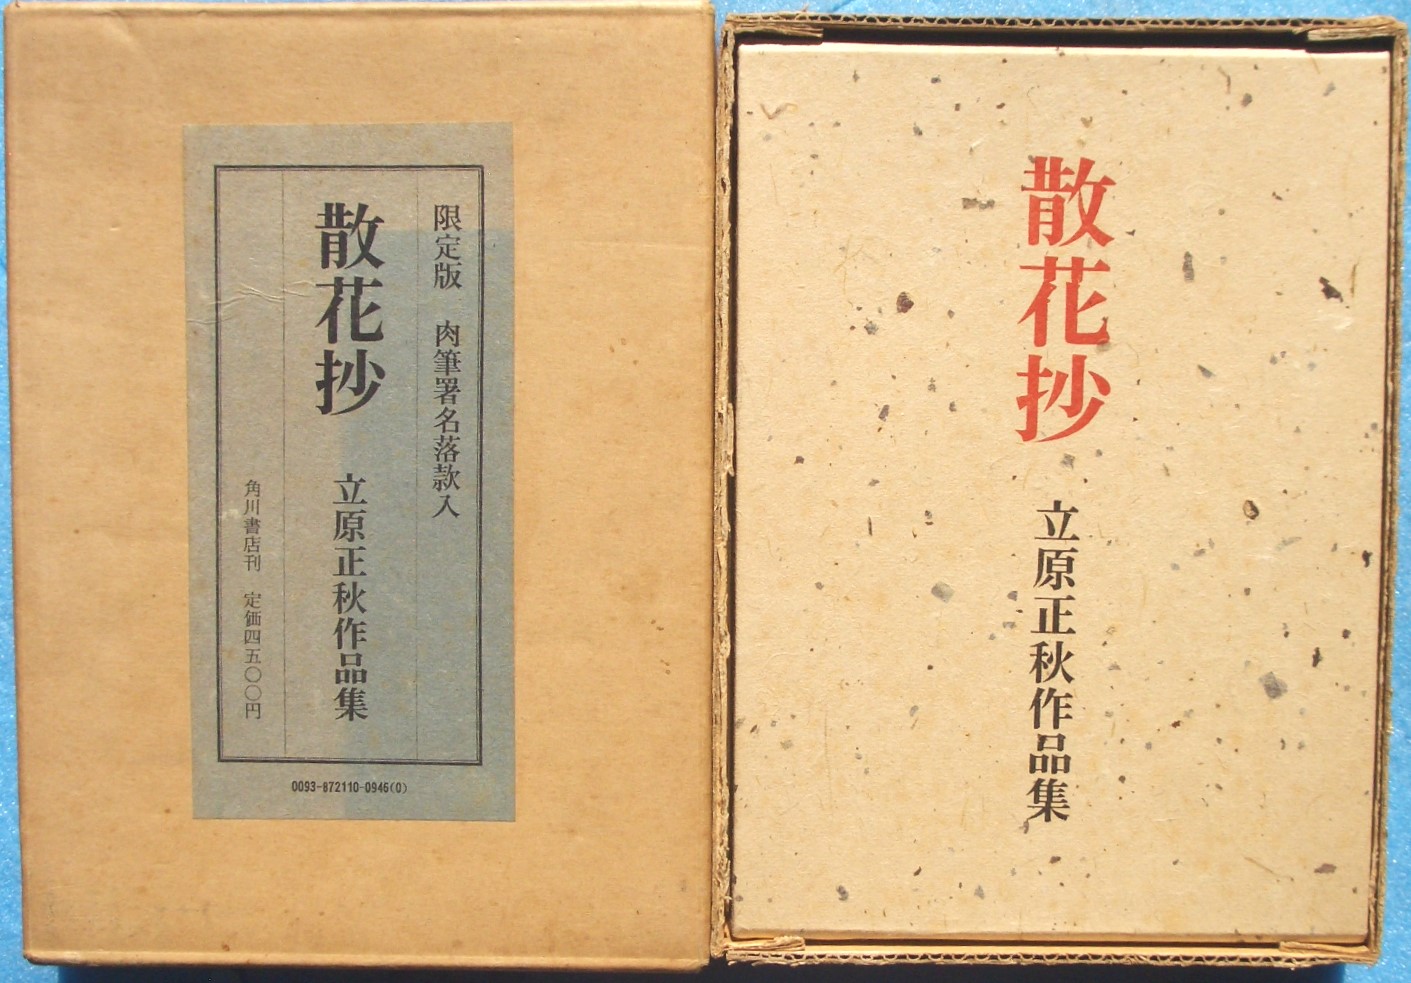 限定版 肉筆署名落款入
散花抄 立原正秋作品集
角川書店刊 定価四五〇〇円
0093-872110-0946(0)
散花抄
立原正秋作品集